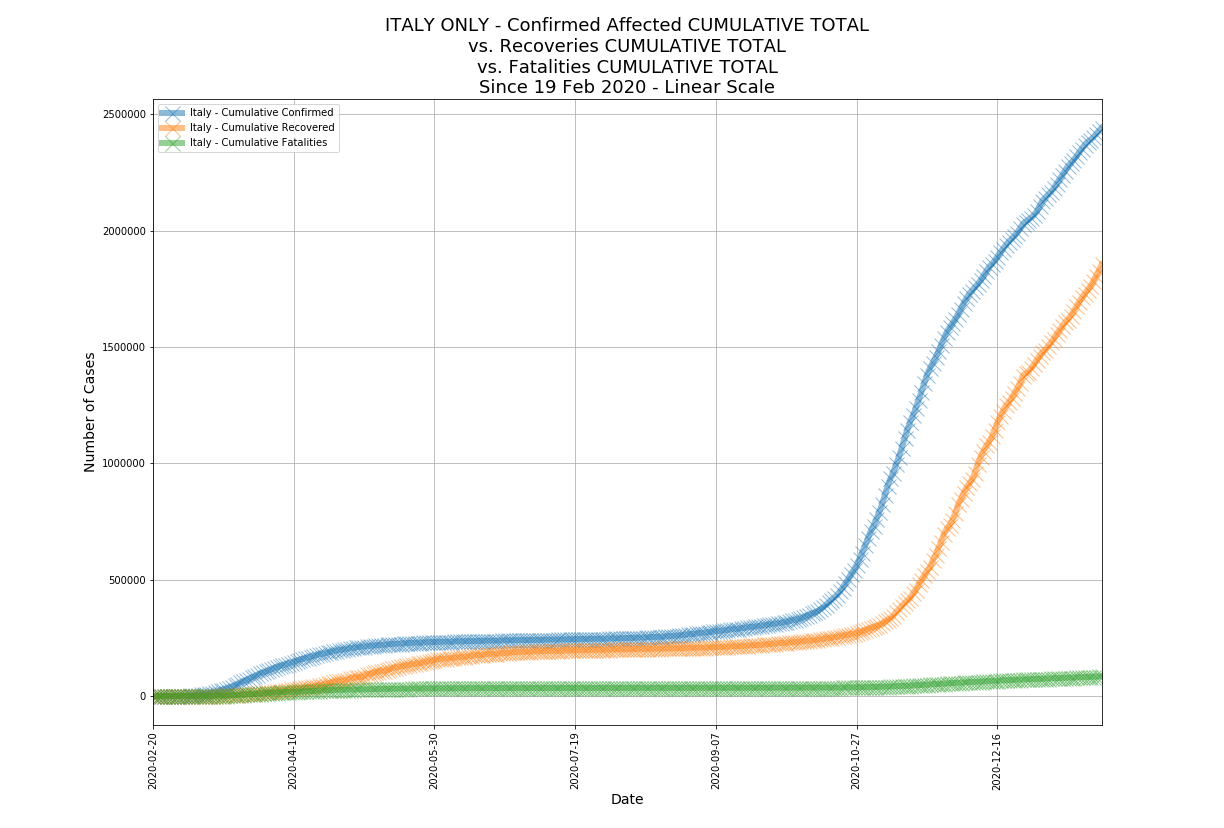 ITALY ONLY - Confirmed Affected CUMULATIVE TOTAL
vs. Recoveries CUMULATIVE TOTAL
vs. Fatalities CUMULATIVE TOTAL
Since 19 Feb 2020 - Linear Scale
Italy - Cumulative Confirmed
Italy - Cumulative Recovered
Italy - Cumulative Fatalities
Number of Cases
2500000
2000000
1500000
1000000
500000
0
2020-02-20
2020-04-10
2020-05-30
2020-07-19
2020-09-07
2020-10-27
2020-12-16
Date